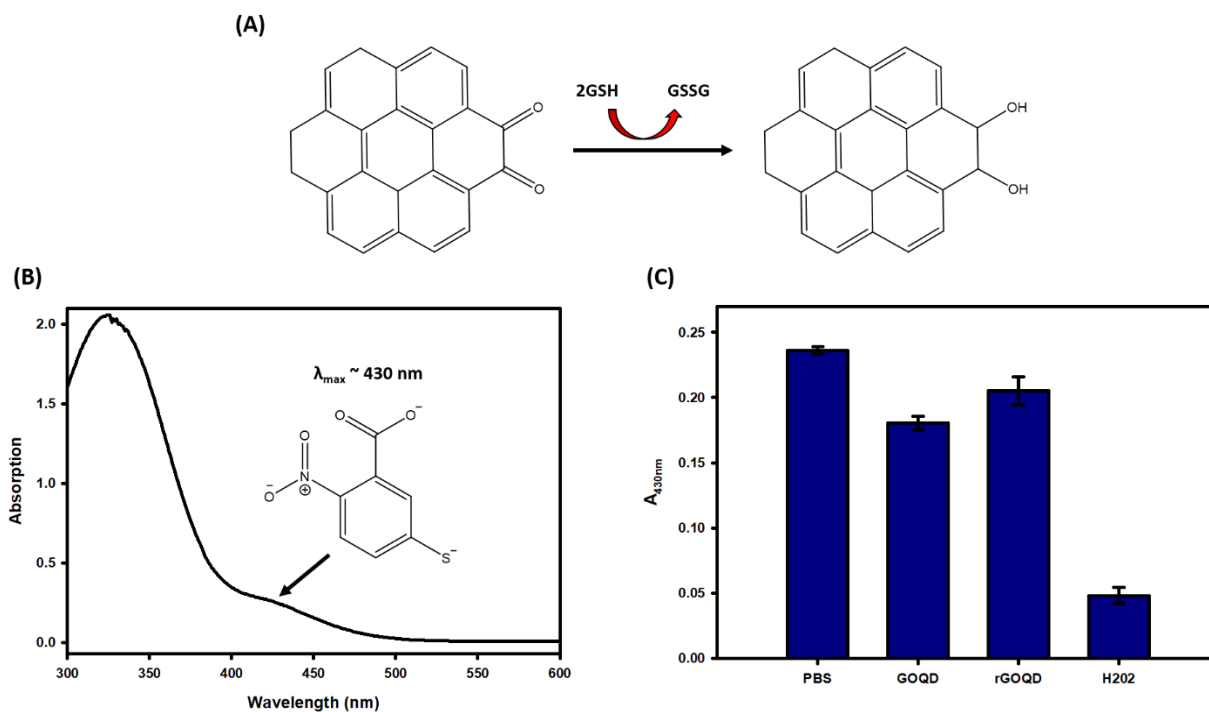 (A)
2GSH GSSG
O
O
OH
OH
(B)
2.0
1.5
1.0
0.5
0.0
300 350 400 450 500 550 600
Absorption
Wavelength (nm)
λmax ~ 430 nm
O O⁻
O
N⊕
⁻O
S⁻
(C)
0.25
0.20
0.15
0.10
0.05
0.00
A430nm
PBS GOQD rGOQD H202